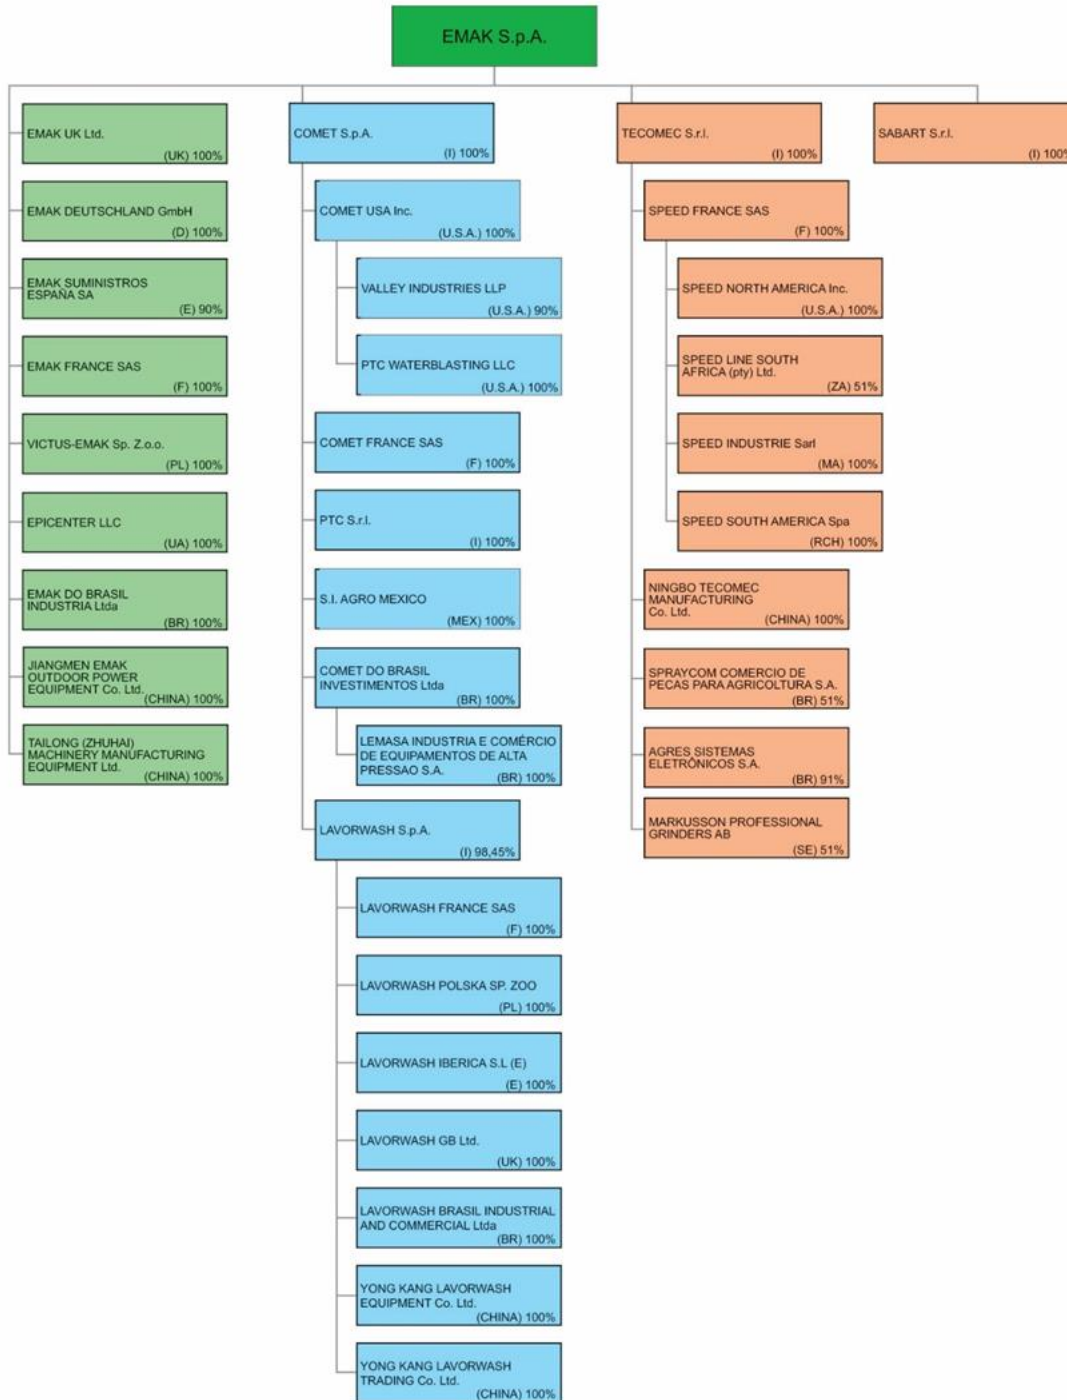 EMAK S.p.A.
EMAK UK Ltd.
(UK) 100%
EMAK DEUTSCHLAND GmbH
(D) 100%
EMAK SUMINISTROS
ESPAÑA SA
(E) 90%
EMAK FRANCE SAS
(F) 100%
VICTUS-EMAK Sp. Z.o.o.
(PL) 100%
EPICENTER LLC
(UA) 100%
EMAK DO BRASIL
INDUSTRIA Ltda
(BR) 100%
JIANGMEN EMAK
OUTDOOR POWER
EQUIPMENT Co. Ltd.
(CHINA) 100%
TAILONG (ZHUHAI)
MACHINERY MANUFACTURING
EQUIPMENT Ltd.
(CHINA) 100%
COMET S.p.A.
(I) 100%
COMET USA Inc.
(U.S.A.) 100%
VALLEY INDUSTRIES LLP
(U.S.A.) 90%
PTC WATERBLASTING LLC
(U.S.A.) 100%
COMET FRANCE SAS
(F) 100%
PTC S.r.l.
(I) 100%
S.I. AGRO MEXICO
(MEX) 100%
COMET DO BRASIL
INVESTIMENTOS Ltda
(BR) 100%
LEMASA INDUSTRIA E COMÉRCIO
DE EQUIPAMENTOS DE ALTA
PRESSAO S.A.
(BR) 100%
LAVORWASH S.p.A.
(I) 98,45%
LAVORWASH FRANCE SAS
(F) 100%
LAVORWASH POLSKA SP. ZOO
(PL) 100%
LAVORWASH IBERICA S.L (E)
(E) 100%
LAVORWASH GB Ltd.
(UK) 100%
LAVORWASH BRASIL INDUSTRIAL
AND COMMERCIAL Ltda
(BR) 100%
YONG KANG LAVORWASH
EQUIPMENT Co. Ltd.
(CHINA) 100%
YONG KANG LAVORWASH
TRADING Co. Ltd.
(CHINA) 100%
TECOMEC S.r.l.
(I) 100%
SPEED FRANCE SAS
(F) 100%
SPEED NORTH AMERICA Inc.
(U.S.A.) 100%
SPEED LINE SOUTH
AFRICA (pty) Ltd.
(ZA) 51%
SPEED INDUSTRIE Sarl
(MA) 100%
SPEED SOUTH AMERICA Spa
(RCH) 100%
NINGBO TECOMEC
MANUFACTURING
Co. Ltd.
(CHINA) 100%
SPRAYCOM COMERCIO DE
PECAS PARA AGRICOLTURA S.A.
(BR) 51%
AGRES SISTEMAS
ELETRÔNICOS S.A.
(BR) 91%
MARKUSSON PROFESSIONAL
GRINDERS AB
(SE) 51%
SABART S.r.l.
(I) 100%